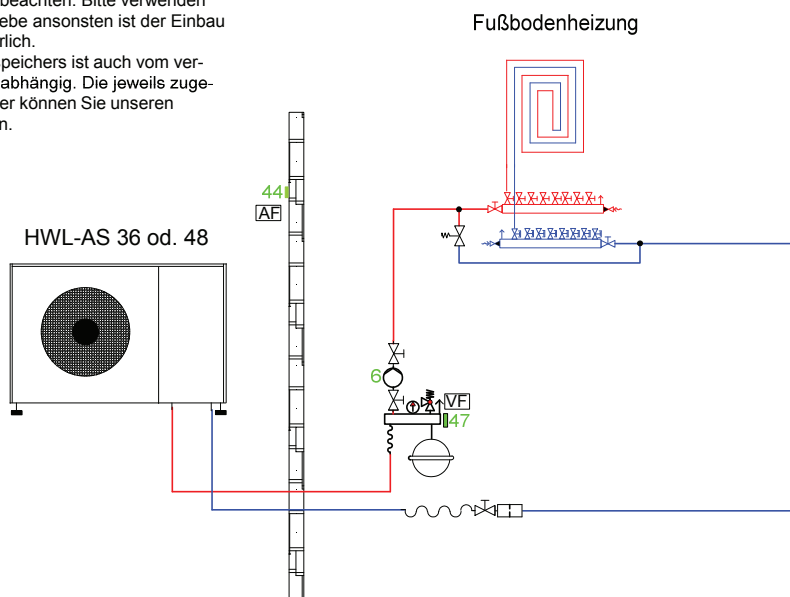 beachten. Bitte verwenden
ebe ansonsten ist der Einbau
rlich.
speichers ist auch vom ver-
abhängig. Die jeweils zuge-
er können Sie unseren
n.
Fußbodenheizung
44
AF
HWL-AS 36 od. 48
6
VF
47